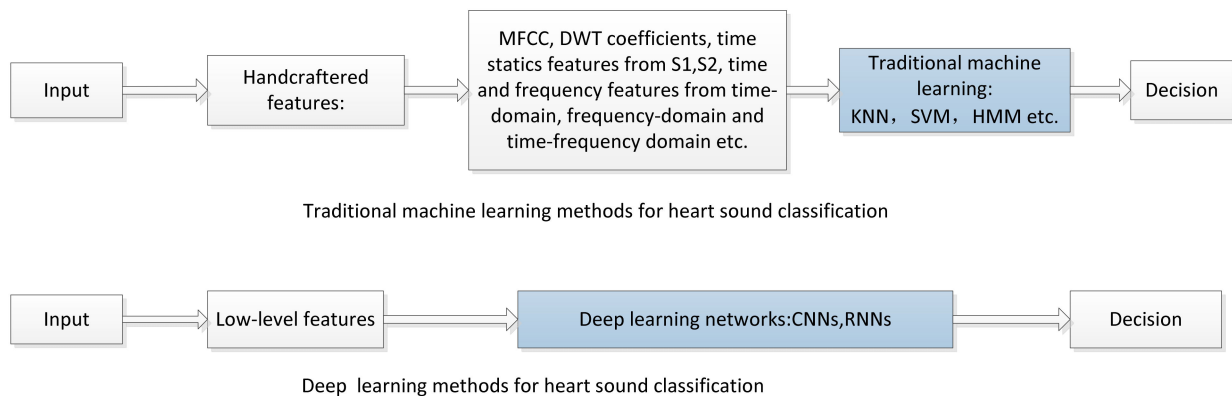 Input
Handcraftered
features:
MFCC, DWT coefficients, time
statics features from S1,S2, time
and frequency features from time-
domain, frequency-domain and
time-frequency domain etc.
Traditional machine
learning:
KNN，SVM，HMM etc.
Decision
Traditional machine learning methods for heart sound classification
Input
Low-level features
Deep learning networks:CNNs,RNNs
Decision
Deep  learning methods for heart sound classification